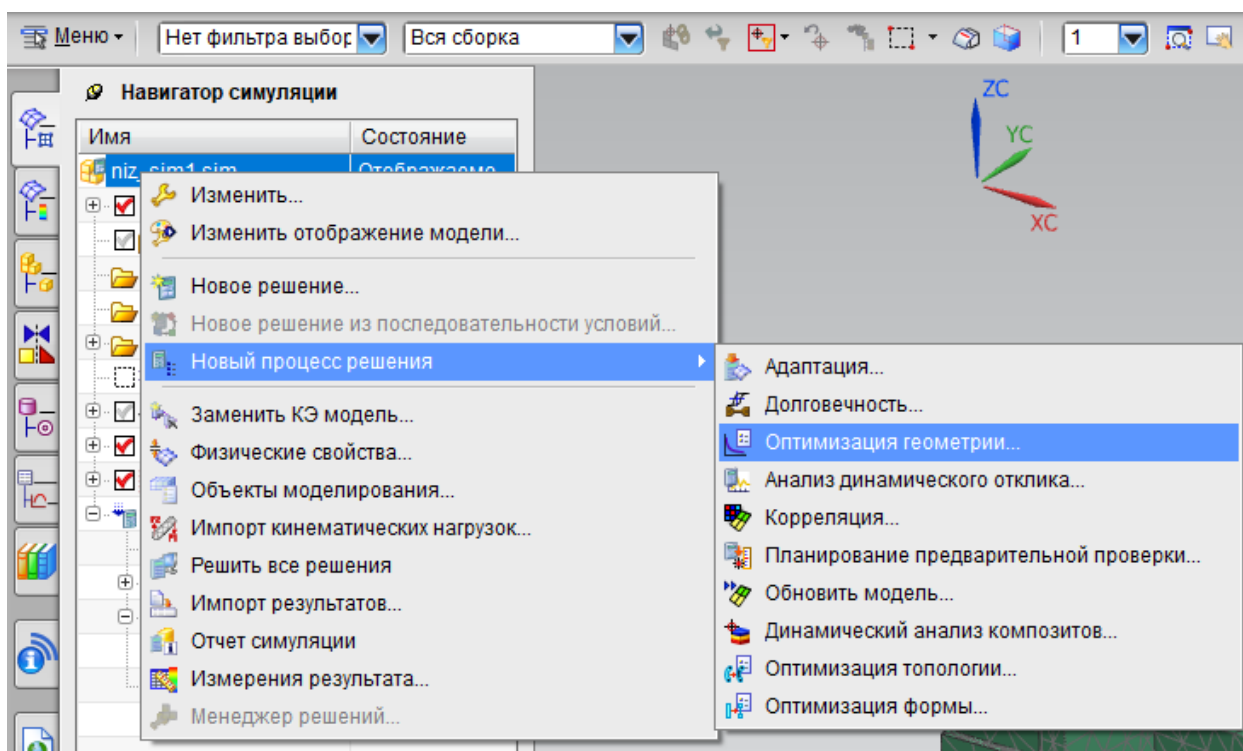 Меню
Нет фильтра выбор
Вся сборка
1
ZC
YC
XC
Навигатор симуляции
Имя Состояние
niz_sim1.sim Отображаемо
Изменить...
Изменить отображение модели...
Новое решение...
Новое решение из последовательности условий...
Новый процесс решения
Заменить КЭ модель...
Физические свойства...
Объекты моделирования...
Импорт кинематических нагрузок...
Решить все решения
Импорт результатов...
Отчет симуляции
Измерения результата...
Менеджер решений...
Адаптация...
Долговечность...
Оптимизация геометрии...
Анализ динамического отклика...
Корреляция...
Планирование предварительной проверки...
Обновить модель...
Динамический анализ композитов...
Оптимизация топологии...
Оптимизация формы...